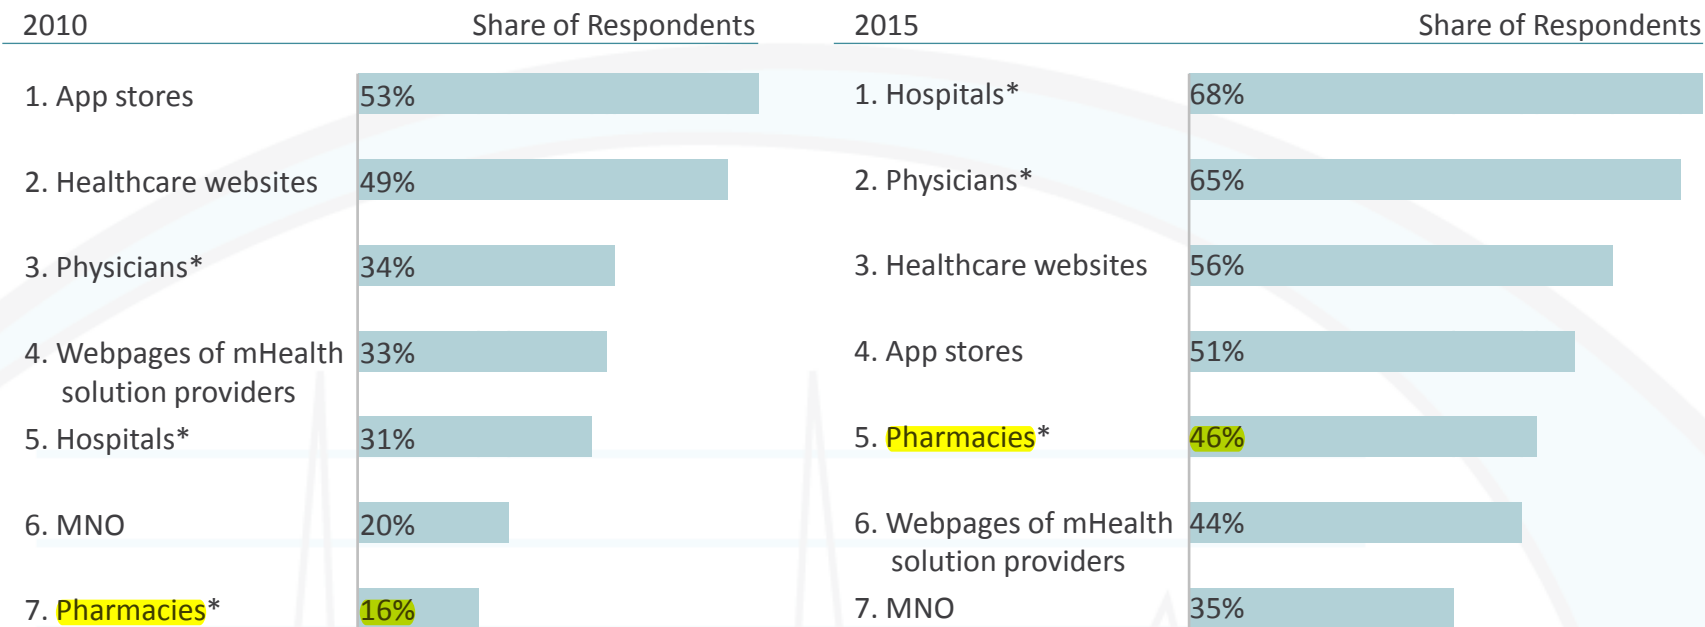 2010 Share of Respondents
1. App stores 53%
2. Healthcare websites 49%
3. Physicians* 34%
4. Webpages of mHealth 33%
solution providers
5. Hospitals* 31%
6. MNO 20%
7. Pharmacies* 16%
2015 Share of Respondents
1. Hospitals* 68%
2. Physicians* 65%
3. Healthcare websites 56%
4. App stores 51%
5. Pharmacies* 46%
6. Webpages of mHealth 44%
solution providers
7. MNO 35%